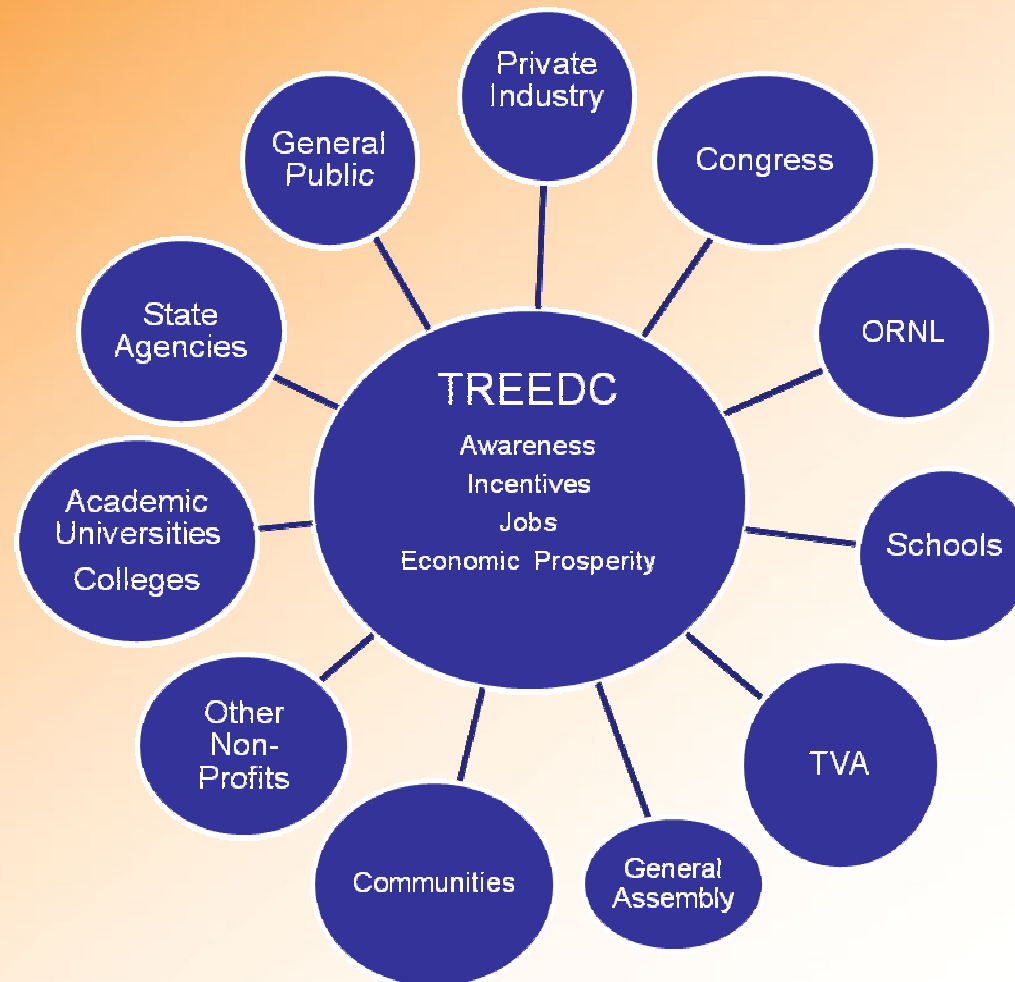 Private
Industry
General
Public
Congress
State
Agencies
ORNL
TREEDC
Awareness
Incentives
Jobs
Economic Prosperity
Academic
Universities
Colleges
Schools
Other
Non-
Profits
TVA
Communities
General
Assembly